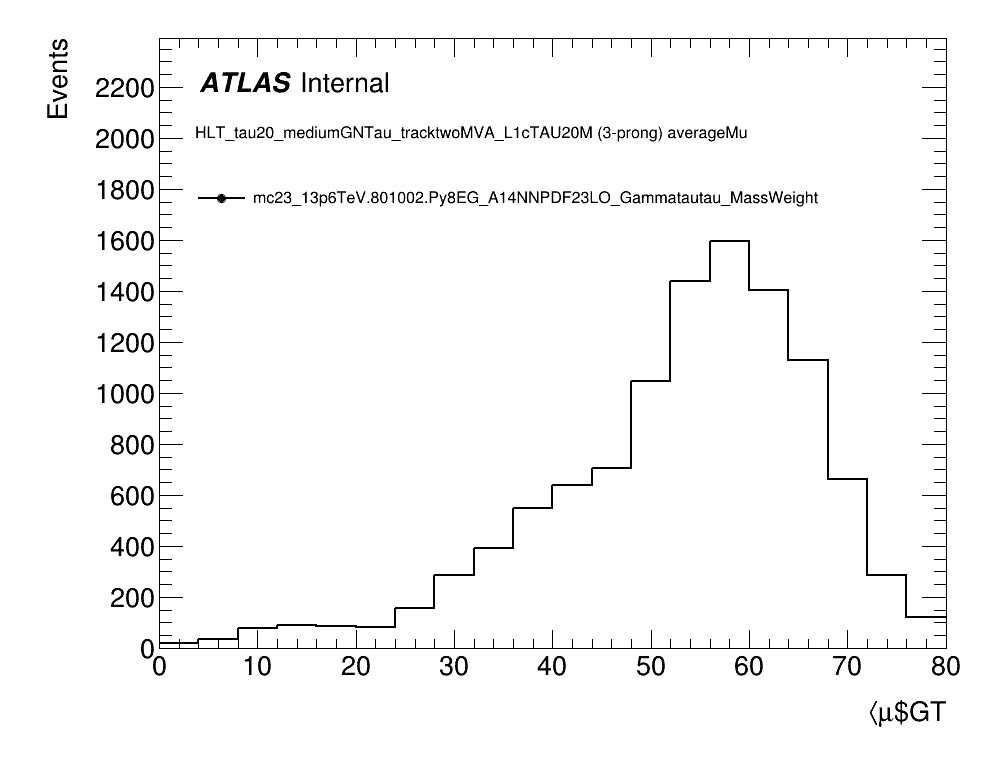 Events
2200
2000
1800
1600
1400
1200
1000
800
600
400
200
0
ATLAS Internal
HLT_tau20_mediumGNTau_tracktwoMVA_L1cTAU20M (3-prong) averageMu
mc23_13p6TeV.801002.Py8EG_A14NNPDF23LO_Gammatautau_MassWeight
0 10 20 30 40 50 60 70 80
⟨μ$GT